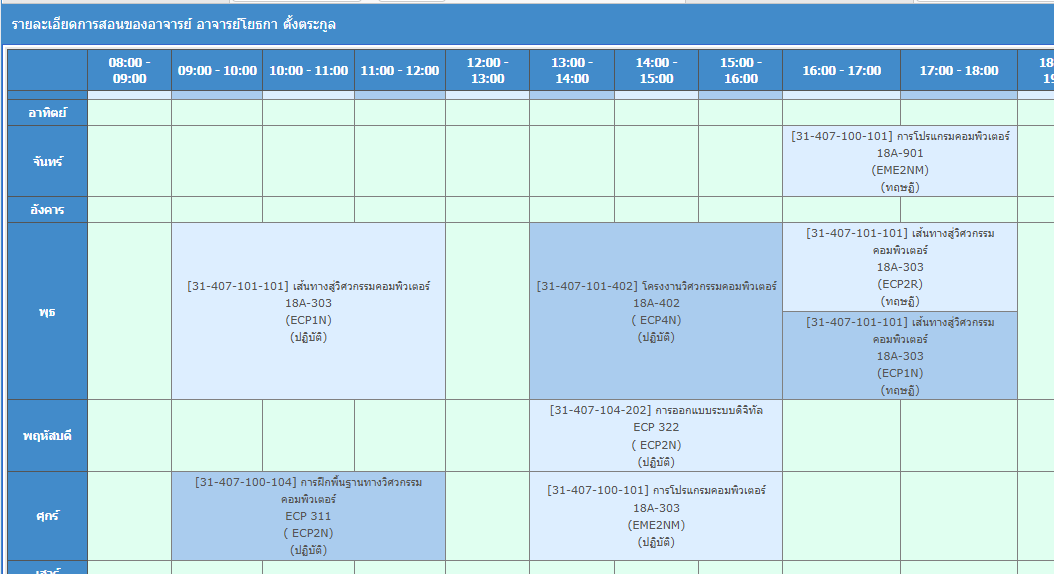 รายละเอียดการสอนของอาจารย์ อาจารย์โยธกา ตั้งตระกูล
08:00 -
09:00
09:00 - 10:00
10:00 - 11:00
11:00 - 12:00
12:00 -
13:00
13:00 -
14:00
14:00 -
15:00
15:00 -
16:00
16:00 - 17:00
17:00 - 18:00
อาทิตย์
จันทร์
[31-407-100-101] การโปรแกรมคอมพิวเตอร์
18A-901
(EME2NM)
(ทฤษฏี)
อังคาร
พุธ
[31-407-101-101] เส้นทางสู่วิศวกรรมคอมพิวเตอร์
18A-303
(ECP1N)
(ปฏิบัติ)
[31-407-101-402] โครงงานวิศวกรรมคอมพิวเตอร์
18A-402
( ECP4N)
(ปฏิบัติ)
[31-407-101-101] เส้นทางสู่วิศวกรรม
คอมพิวเตอร์
18A-303
(ECP2R)
(ทฤษฏี)
[31-407-101-101] เส้นทางสู่วิศวกรรม
คอมพิวเตอร์
18A-303
(ECP1N)
(ทฤษฏี)
พฤหัสบดี
[31-407-104-202] การออกแบบระบบดิจิทัล
ECP 322
( ECP2N)
(ปฏิบัติ)
ศุกร์
[31-407-100-104] การฝึกพื้นฐานทางวิศวกรรม
คอมพิวเตอร์
ECP 311
( ECP2N)
(ปฏิบัติ)
[31-407-100-101] การโปรแกรมคอมพิวเตอร์
18A-303
(EME2NM)
(ปฏิบัติ)